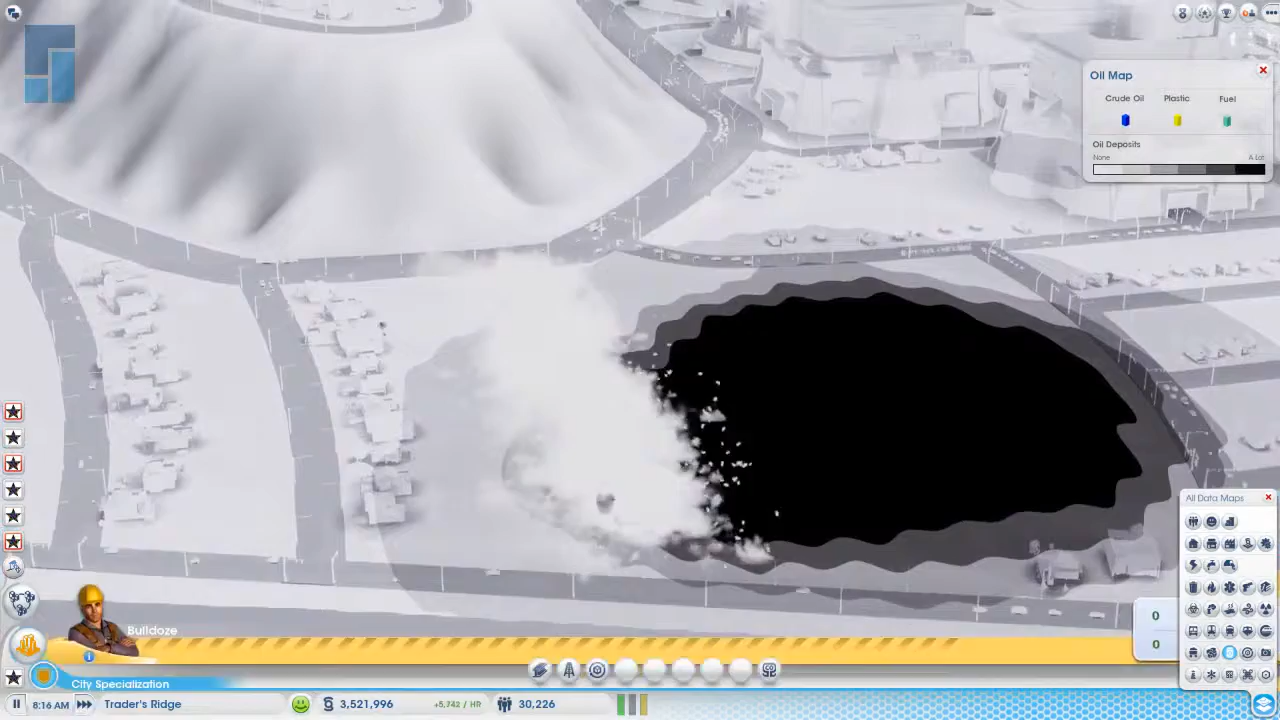 Oil Map
Crude Oil Plastic Fuel
Oil Deposits
None A Lot
All Data Maps
0
0
Bulldoze
City Specialization
8:16 AM Trader's Ridge 3,521,996 +5,742 / HR 30,226